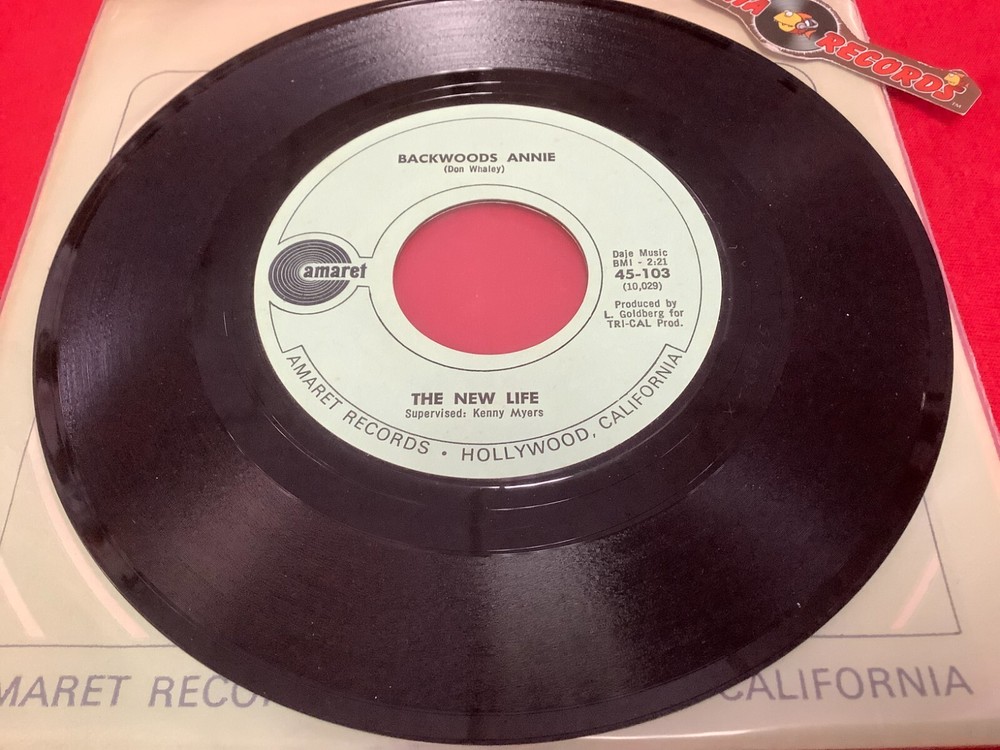 RECORDS
TM
BACKWOODS ANNIE
(Don Whaley)
amaret
Daje Music
BMI - 2:21
45-103
(10,029)
Produced by
L. Goldberg for
TRI-CAL Prod.
THE NEW LIFE
Supervised: Kenny Myers
AMARET RECORDS • HOLLYWOOD, CALIFORNIA
MARET RECO CALIFORNIA